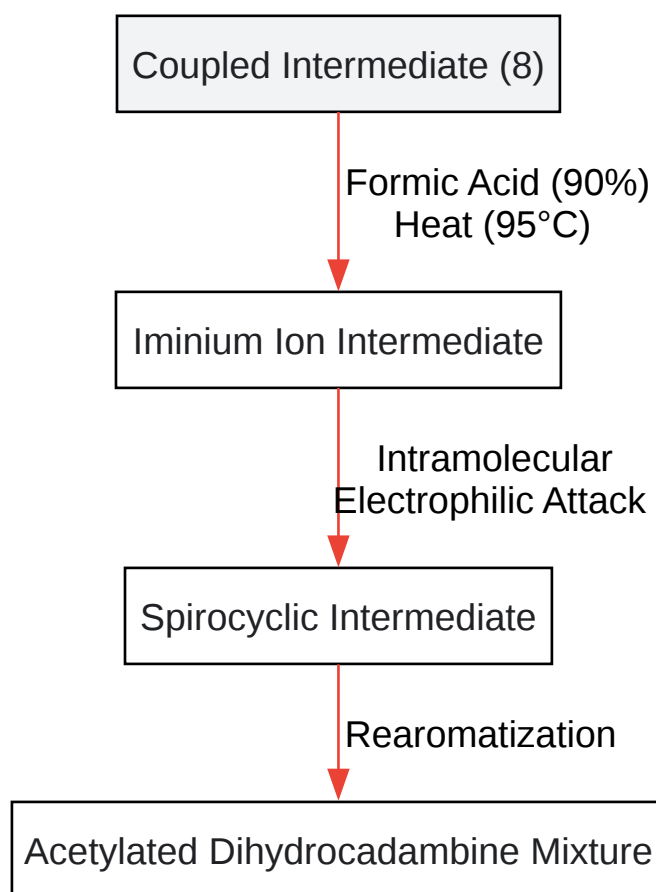 Coupled Intermediate (8)
Formic Acid (90%)
Heat (95°C)
Iminium Ion Intermediate
Intramolecular
Electrophilic Attack
Spirocyclic Intermediate
Rearomatization
Acetylated Dihydrocadambine Mixture